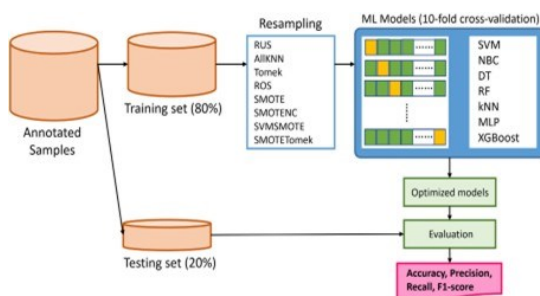 Resampling
ML Models (10-fold cross-validation)
RUS
AllKNN
Tomek
ROS
SMOTE
SMOTENC
SVMSMOTE
SMOTETomek
SVM
NBC
DT
RF
kNN
MLP
XGBoost
Training set (80%)
Annotated
Samples
Optimized models
Evaluation
Testing set (20%)
Accuracy, Precision,
Recall, F1-score